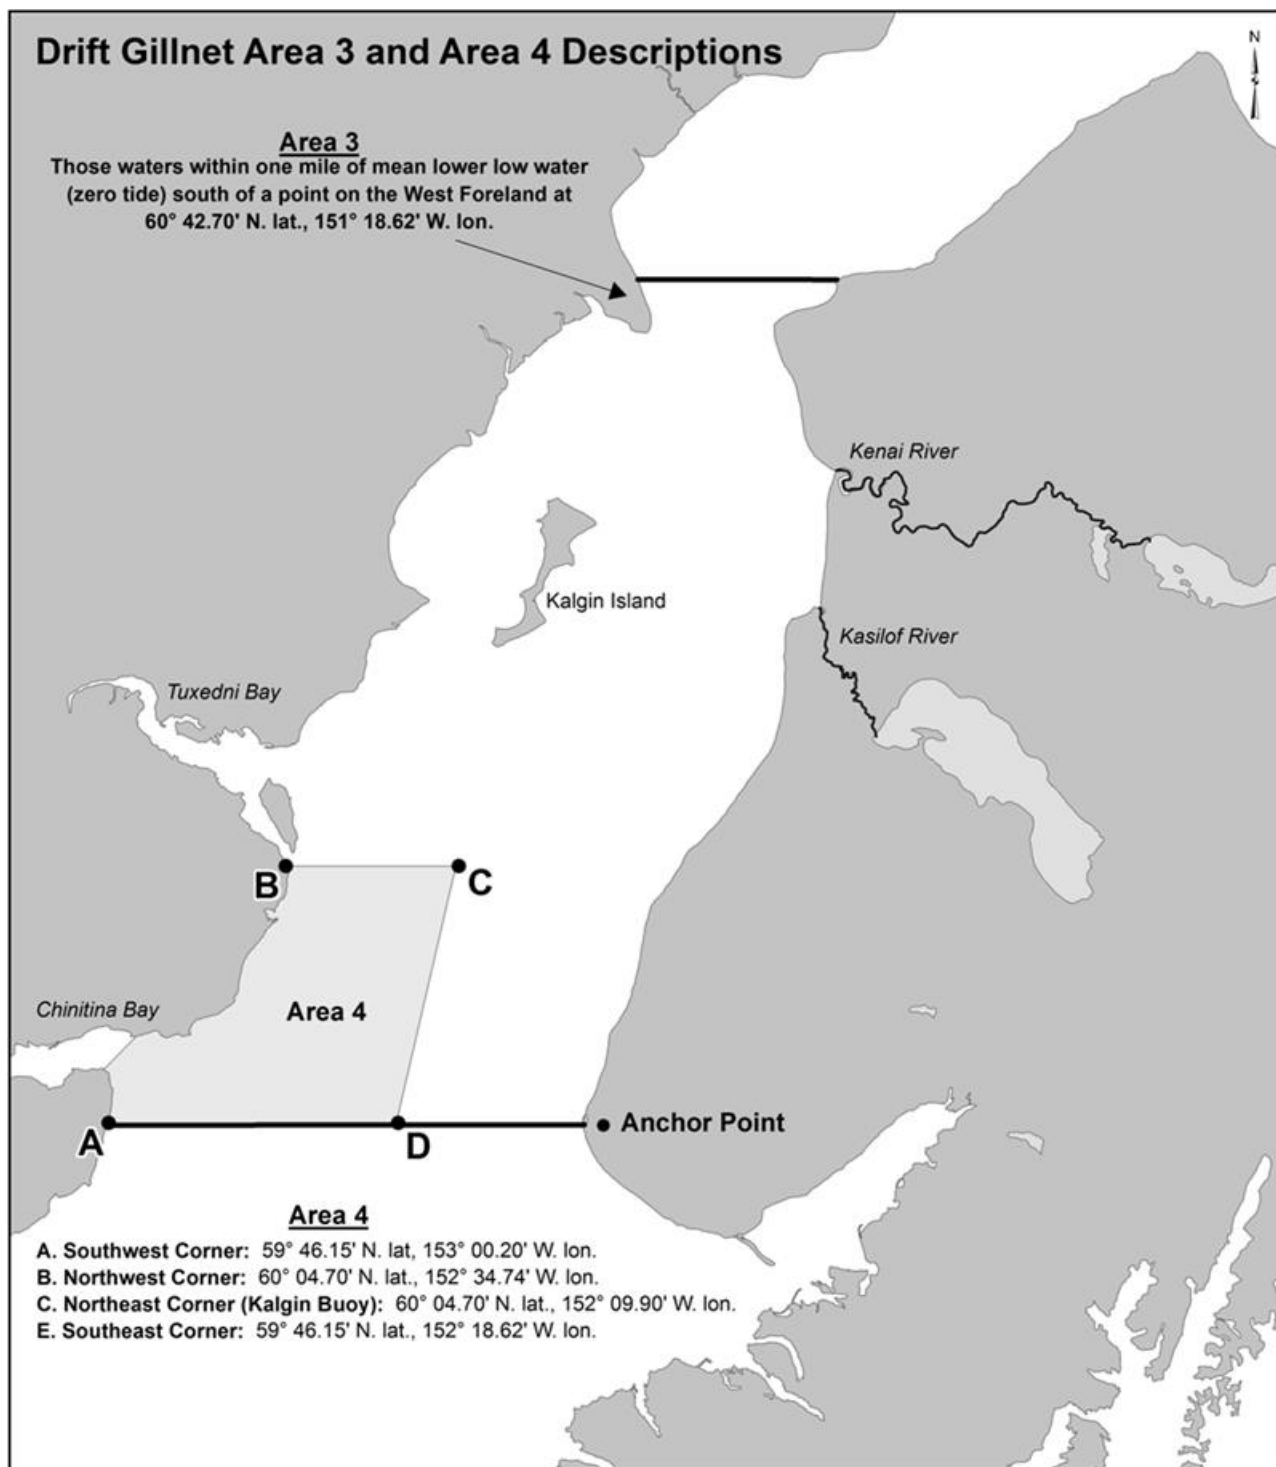 Drift Gillnet Area 3 and Area 4 Descriptions
N
Area 3
Those waters within one mile of mean lower low water
(zero tide) south of a point on the West Foreland at
60° 42.70' N. lat., 151° 18.62' W. lon.
Kenai River
Kalgin Island
Kasilof River
Tuxedni Bay
B
C
Chinitina Bay
Area 4
A
D
Anchor Point
Area 4
A. Southwest Corner: 59° 46.15' N. lat, 153° 00.20' W. lon.
B. Northwest Corner: 60° 04.70' N. lat., 152° 34.74' W. lon.
C. Northeast Corner (Kalgin Buoy): 60° 04.70' N. lat., 152° 09.90' W. lon.
E. Southeast Corner: 59° 46.15' N. lat., 152° 18.62' W. lon.